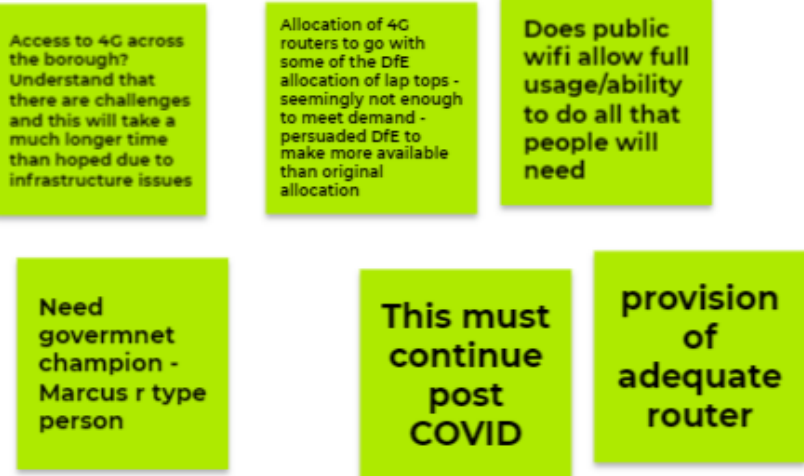 Access to 4G across
the borough?
Understand that
there are challenges
and this will take a
much longer time
than hoped due to
infrastructure issues
Allocation of 4G
routers to go with
some of the DfE
allocation of lap tops -
seemingly not enough
to meet demand -
persuaded DfE to
make more available
than original
allocation
Does public
wifi allow full
usage/ability
to do all that
people will
need
Need
govermnet
champion -
Marcus r type
person
This must
continue
post
COVID
provision
of
adequate
router